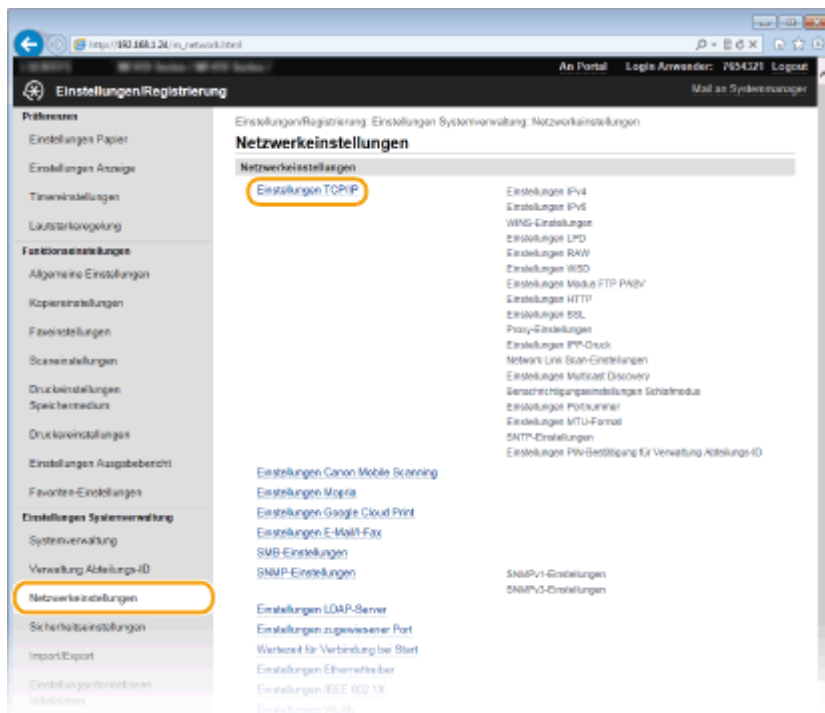 http://192.168.1.24/m_network.html
An Portal Login Anwender: 7654321 Logout
Einstellungen/Registrierung
Mail an Systemmanager
Präferenzen
Einstellungen Papier
Einstellungen Anzeige
Timereinstellungen
Lautstärkeregelung
Funktionseinstellungen
Allgemeine Einstellungen
Kopiereinstellungen
Faxeinstellungen
Scaneinstellungen
Druckeinstellungen
Speichermedium
Druckereinstellungen
Einstellungen Ausgabebericht
Favoriten-Einstellungen
Einstellungen Systemverwaltung
Systemverwaltung
Verwaltung Abteilungs-ID
Netzwerkeinstellungen
Sicherheitseinstellungen
Import/Export
Einstellungsinformationen
initialisieren
Einstellungen/Registrierung: Einstellungen Systemverwaltung: Netzwerkeinstellungen
Netzwerkeinstellungen
Netzwerkeinstellungen
Einstellungen TCP/IP
Einstellungen IPv4
Einstellungen IPv6
WINS-Einstellungen
Einstellungen LPD
Einstellungen RAW
Einstellungen WSD
Einstellungen Modus FTP PASV
Einstellungen HTTP
Einstellungen SSL
Proxy-Einstellungen
Einstellungen IPP-Druck
Network Link Scan-Einstellungen
Einstellungen Multicast Discovery
Benachrichtigungseinstellungen Schlafmodus
Einstellungen Portnummer
Einstellungen MTU-Format
SNTP-Einstellungen
Einstellungen PIN-Bestätigung für Verwaltung Abteilungs-ID
Einstellungen Canon Mobile Scanning
Einstellungen Mopria
Einstellungen Google Cloud Print
Einstellungen E-Mail/I-Fax
SMB-Einstellungen
SNMP-Einstellungen
SNMPv1-Einstellungen
SNMPv3-Einstellungen
Einstellungen LDAP-Server
Einstellungen zugewiesener Port
Wartezeit für Verbindung bei Start
Einstellungen Ethernettreiber
Einstellungen IEEE 802.1X
Einstellungen WLAN